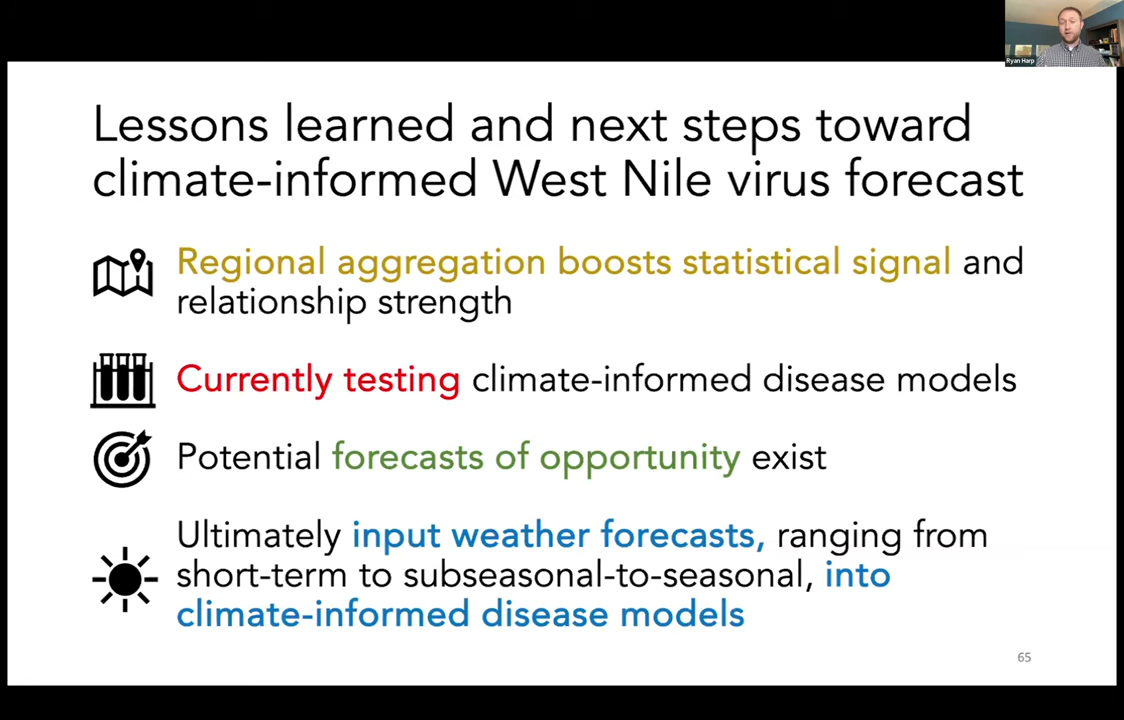 Ryan Harp
Lessons learned and next steps toward
climate-informed West Nile virus forecast
Regional aggregation boosts statistical signal and
relationship strength
Currently testing climate-informed disease models
Potential forecasts of opportunity exist
Ultimately input weather forecasts, ranging from
short-term to subseasonal-to-seasonal, into
climate-informed disease models
65